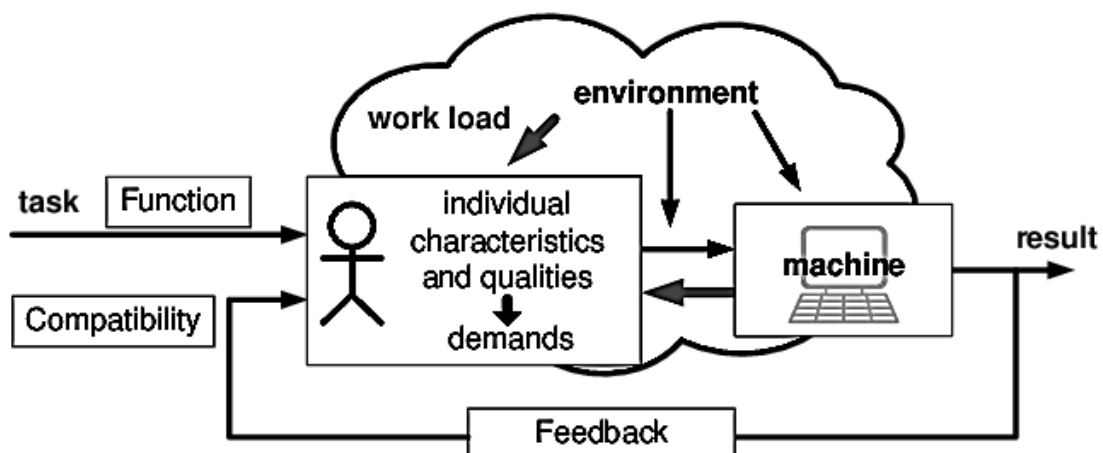 environment
work load
task
Function
individual
characteristics
and qualities
demands
machine
result
Compatibility
Feedback